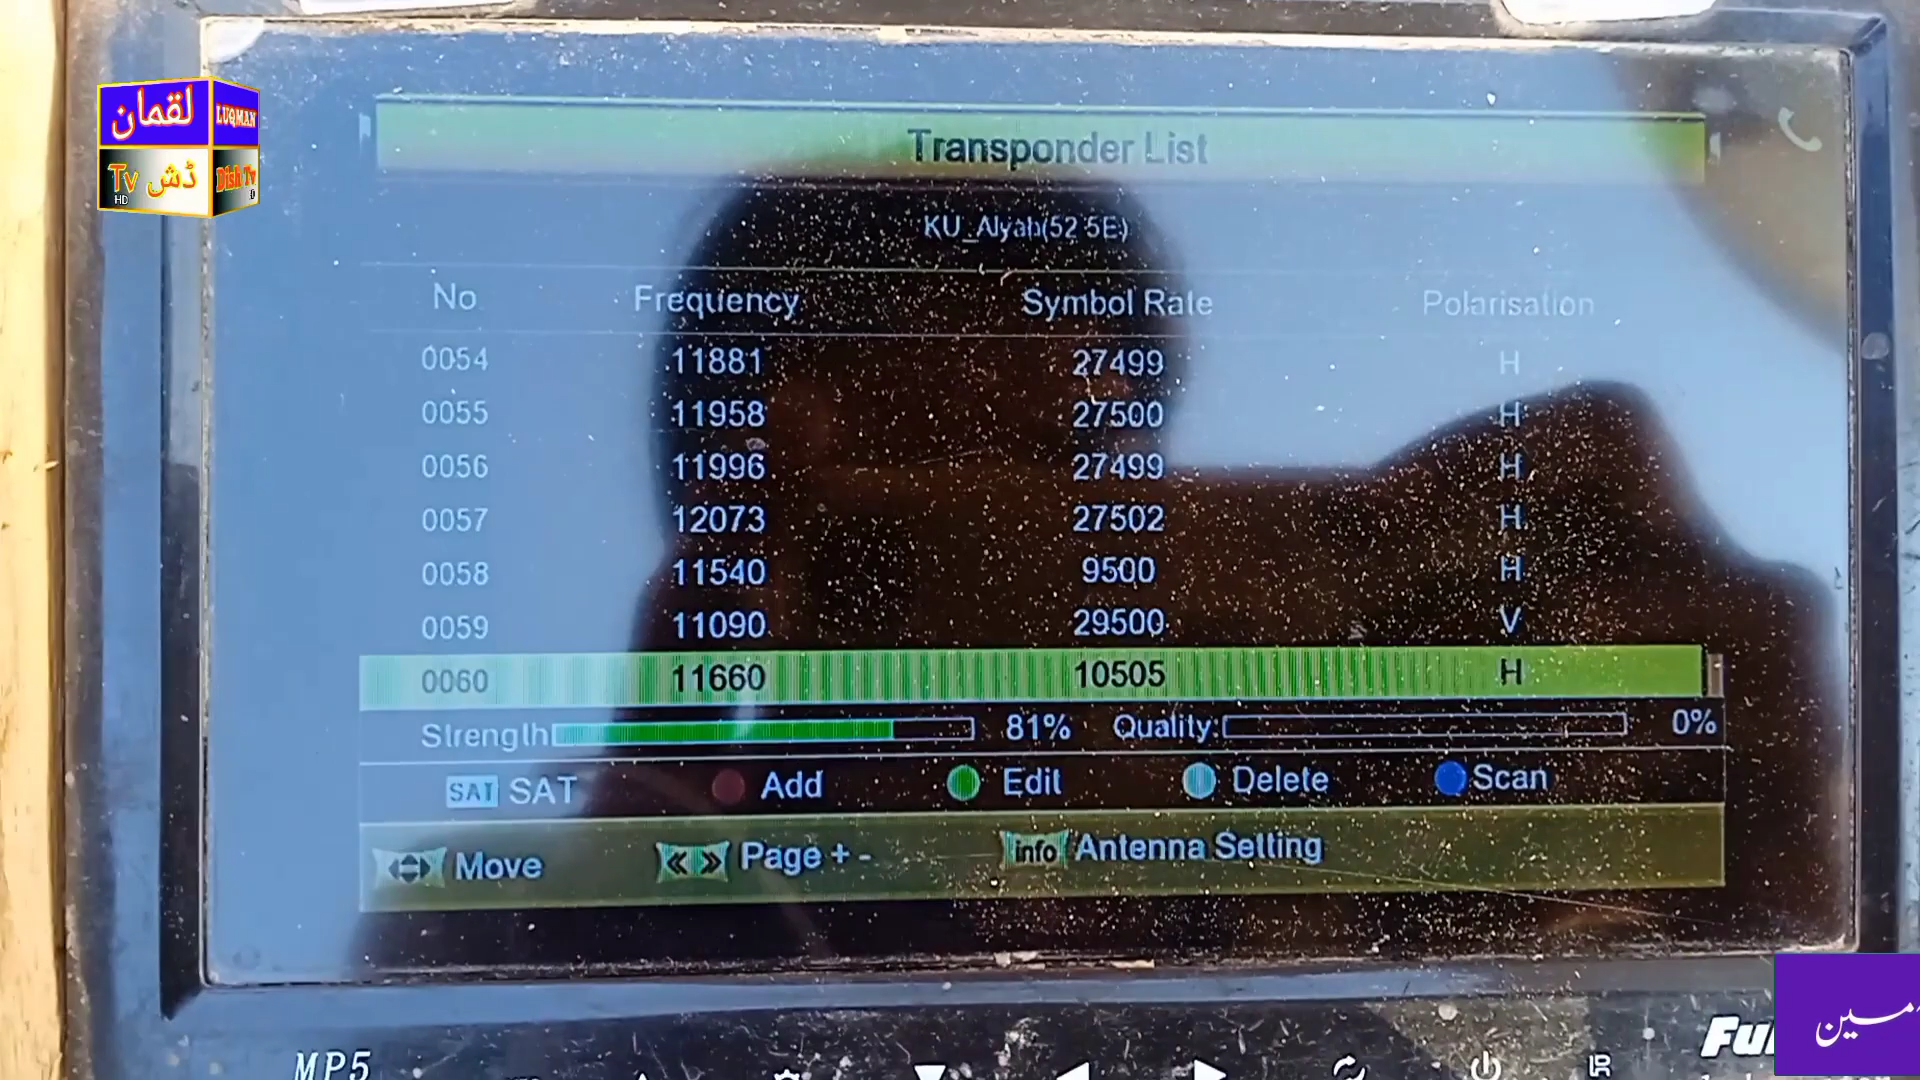 لقمان
LUQMAN
Tv ڈش
HD
Dish Tv
Transponder List
KU_Alyah(52 5E)
No Frequency Symbol Rate Polarisation
0054 11881 27499 H
0055 11958 27500 H
0056 11996 27499 H
0057 12073 27502 H
0058 11540 9500 H
0059 11090 29500 V
0060 11660 10505 H
Strength 81% Quality: 0%
SAT SAT Add Edit Delete Scan
Move Page + - info Antenna Setting
MP5